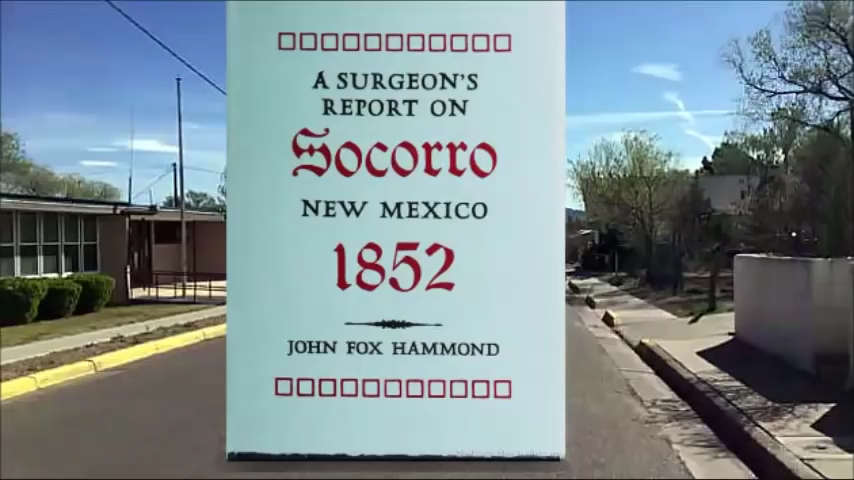 A SURGEON'S
REPORT ON
SOCORRO
NEW MEXICO
1852
JOHN FOX HAMMOND